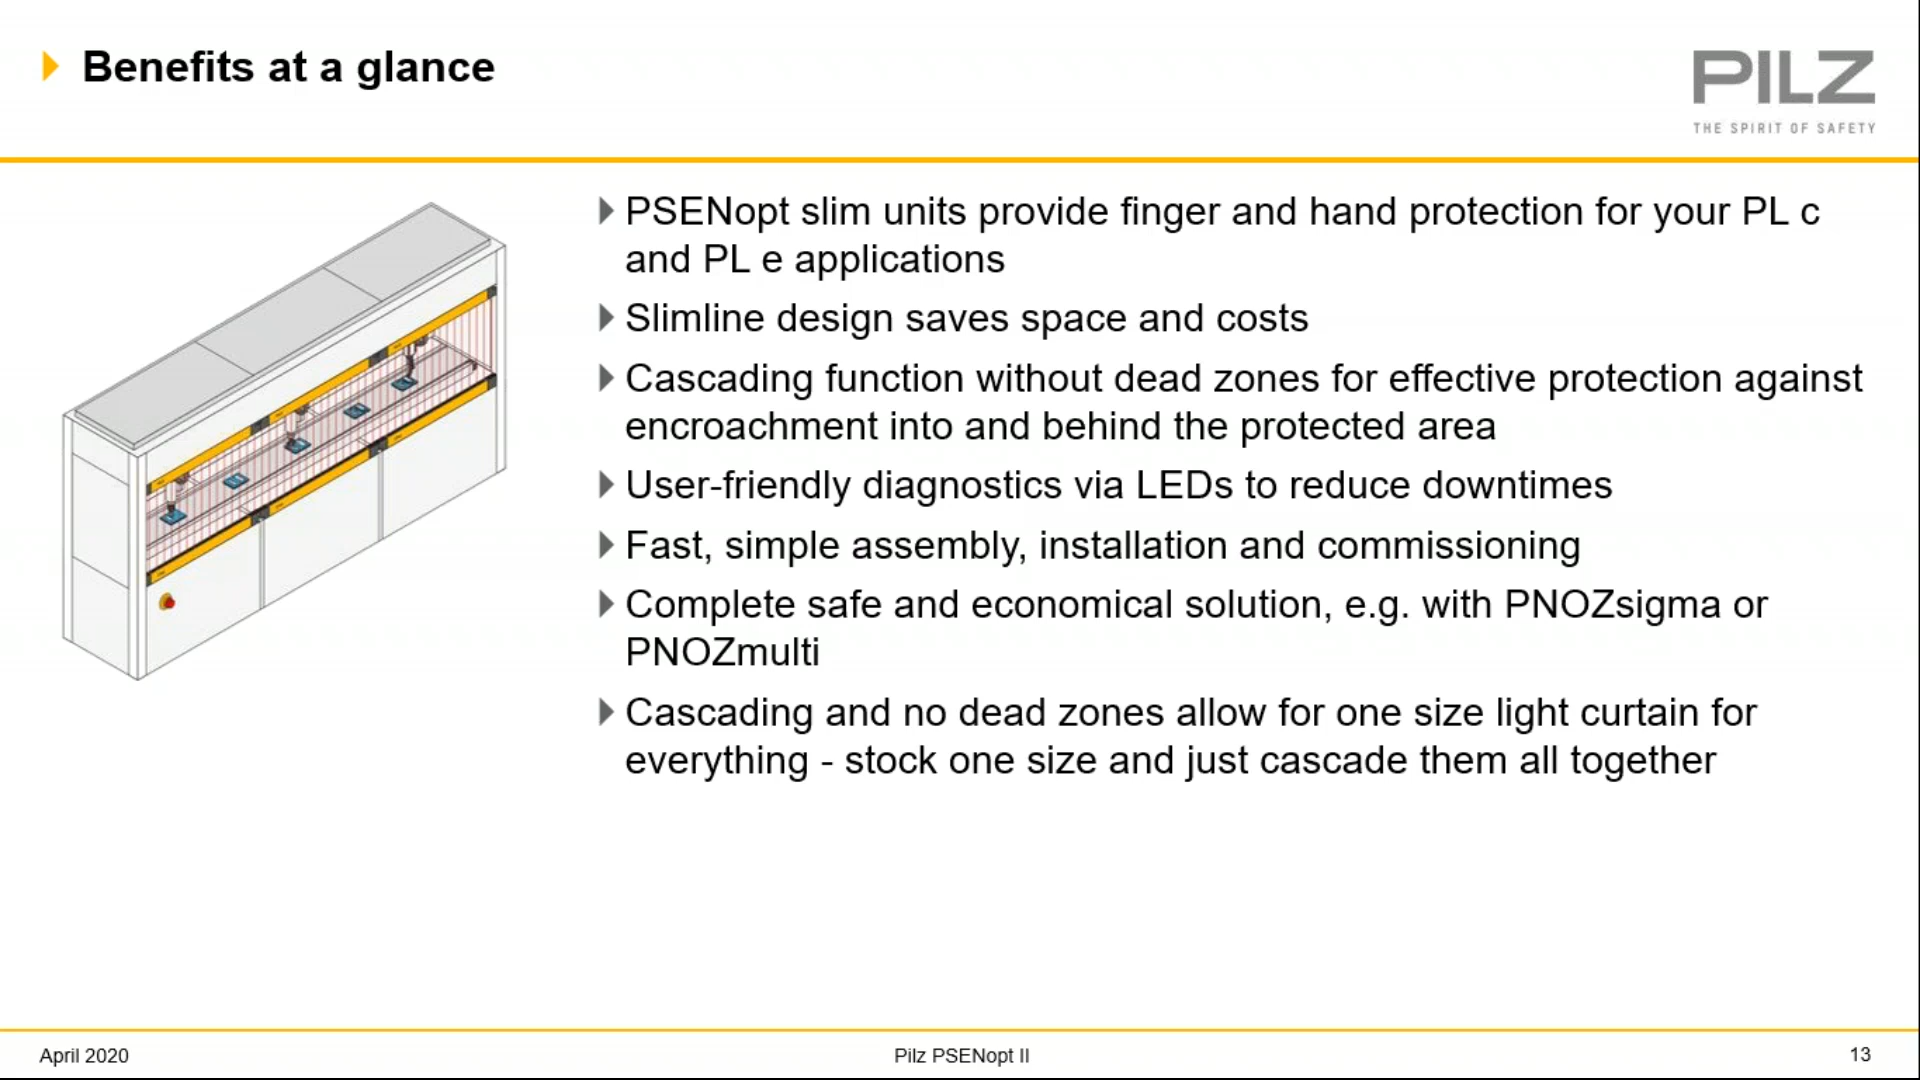 Benefits at a glance
PILZ
THE SPIRIT OF SAFETY
PSENopt slim units provide finger and hand protection for your PL c
and PL e applications
Slimline design saves space and costs
Cascading function without dead zones for effective protection against
encroachment into and behind the protected area
User-friendly diagnostics via LEDs to reduce downtimes
Fast, simple assembly, installation and commissioning
Complete safe and economical solution, e.g. with PNOZsigma or
PNOZmulti
Cascading and no dead zones allow for one size light curtain for
everything - stock one size and just cascade them all together
April 2020
Pilz PSENopt II
13